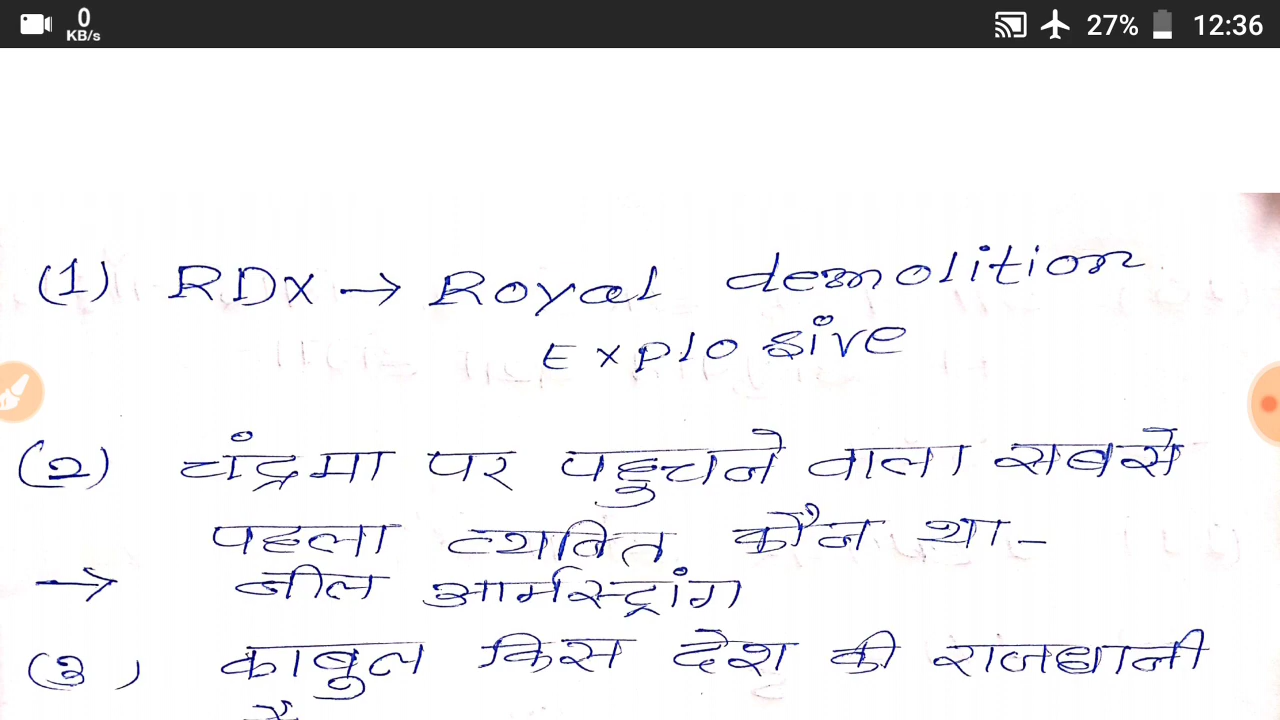 0
KB/s
27% 12:36
(1) RDX → Royal demolition
Explosive
(2) चंद्रमा पर पहुचने वाला सबसे
पहला व्यक्ति कौन था-
→ नील आर्मस्ट्रांग
(3) काबुल किस देश की राजधानी